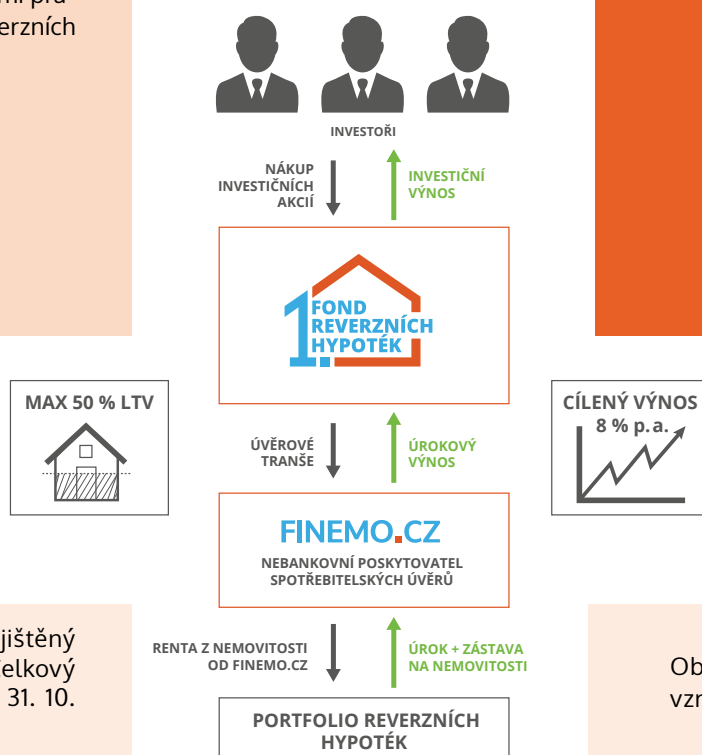 verzních
INVESTOŘI
NÁKUP
INVESTIČNÍCH
AKCIÍ
INVESTIČNÍ
VÝNOS
1. FOND
REVERZNÍCH
HYPOTÉK
MAX 50 % LTV
CÍLENÝ VÝNOS
8 % p. a.
ÚVĚROVÉ
TRANŠE
ÚROKOVÝ
VÝNOS
FINEMO.CZ
NEBANKOVNÍ POSKYTOVATEL
SPOTŘEBITELSKÝCH ÚVĚRŮ
jištěný
elkový
31. 10.
RENTA Z NEMOVITOSTI
OD FINEMO.CZ
ÚROK + ZÁSTAVA
NA NEMOVITOSTI
Ob
vzn
PORTFOLIO REVERZNÍCH
HYPOTÉK